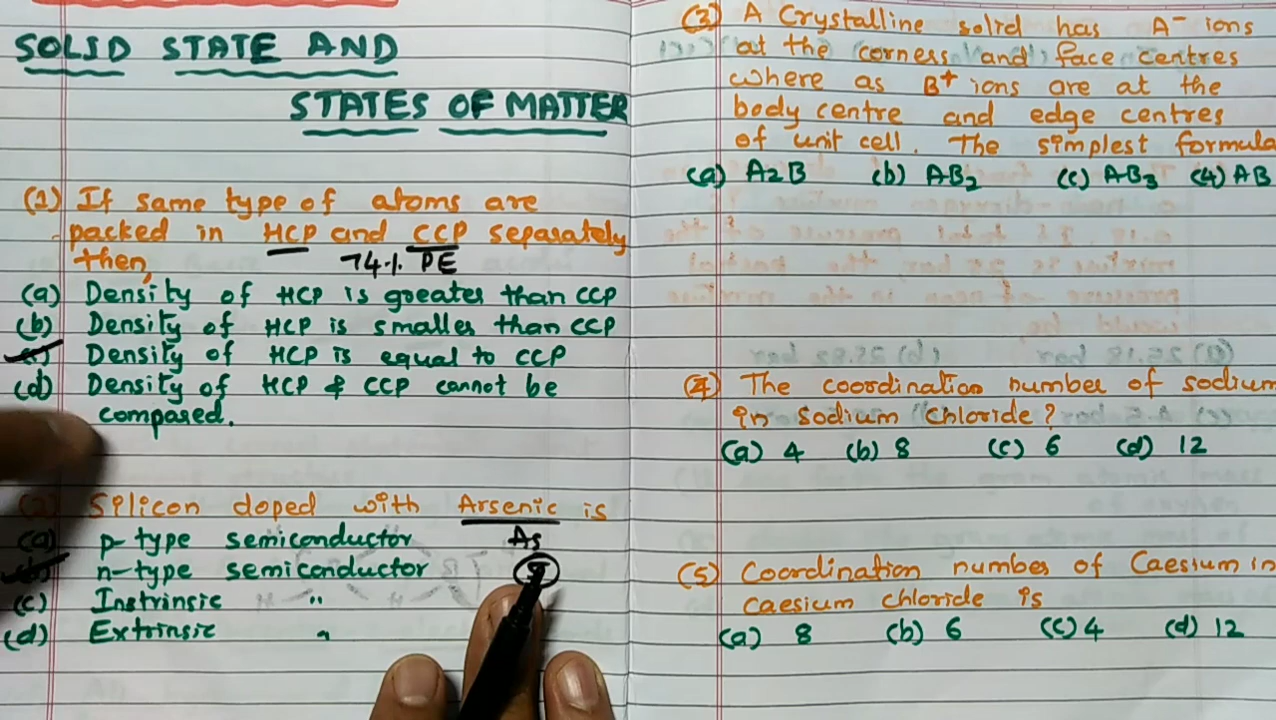 SOLID STATE AND
STATES OF MATTER
(1) If same type of atoms are
packed in HCP and CCP separately
then, 74% PE
(a) Density of HCP is greater than CCP
(b) Density of HCP is smaller than CCP
(c) Density of HCP is equal to CCP
(d) Density of HCP & CCP cannot be
compared.
(2) Silicon doped with Arsenic is
(a) p-type semiconductor As
(b) n-type semiconductor
(c) Instrinsic "
(d) Extrinsic "
(3) A Crystalline solid has A⁻ ions
at the corners and face centres
where as B⁺ ions are at the
body centre and edge centres
of unit cell. The simplest formula
(a) A₂B (b) AB₂ (c) AB₃ (4) AB
(4) The coordination number of sodium
in sodium chloride?
(a) 4 (b) 8 (c) 6 (d) 12
(5) Coordination number of Caesium in
caesium chloride is
(a) 8 (b) 6 (c) 4 (d) 12